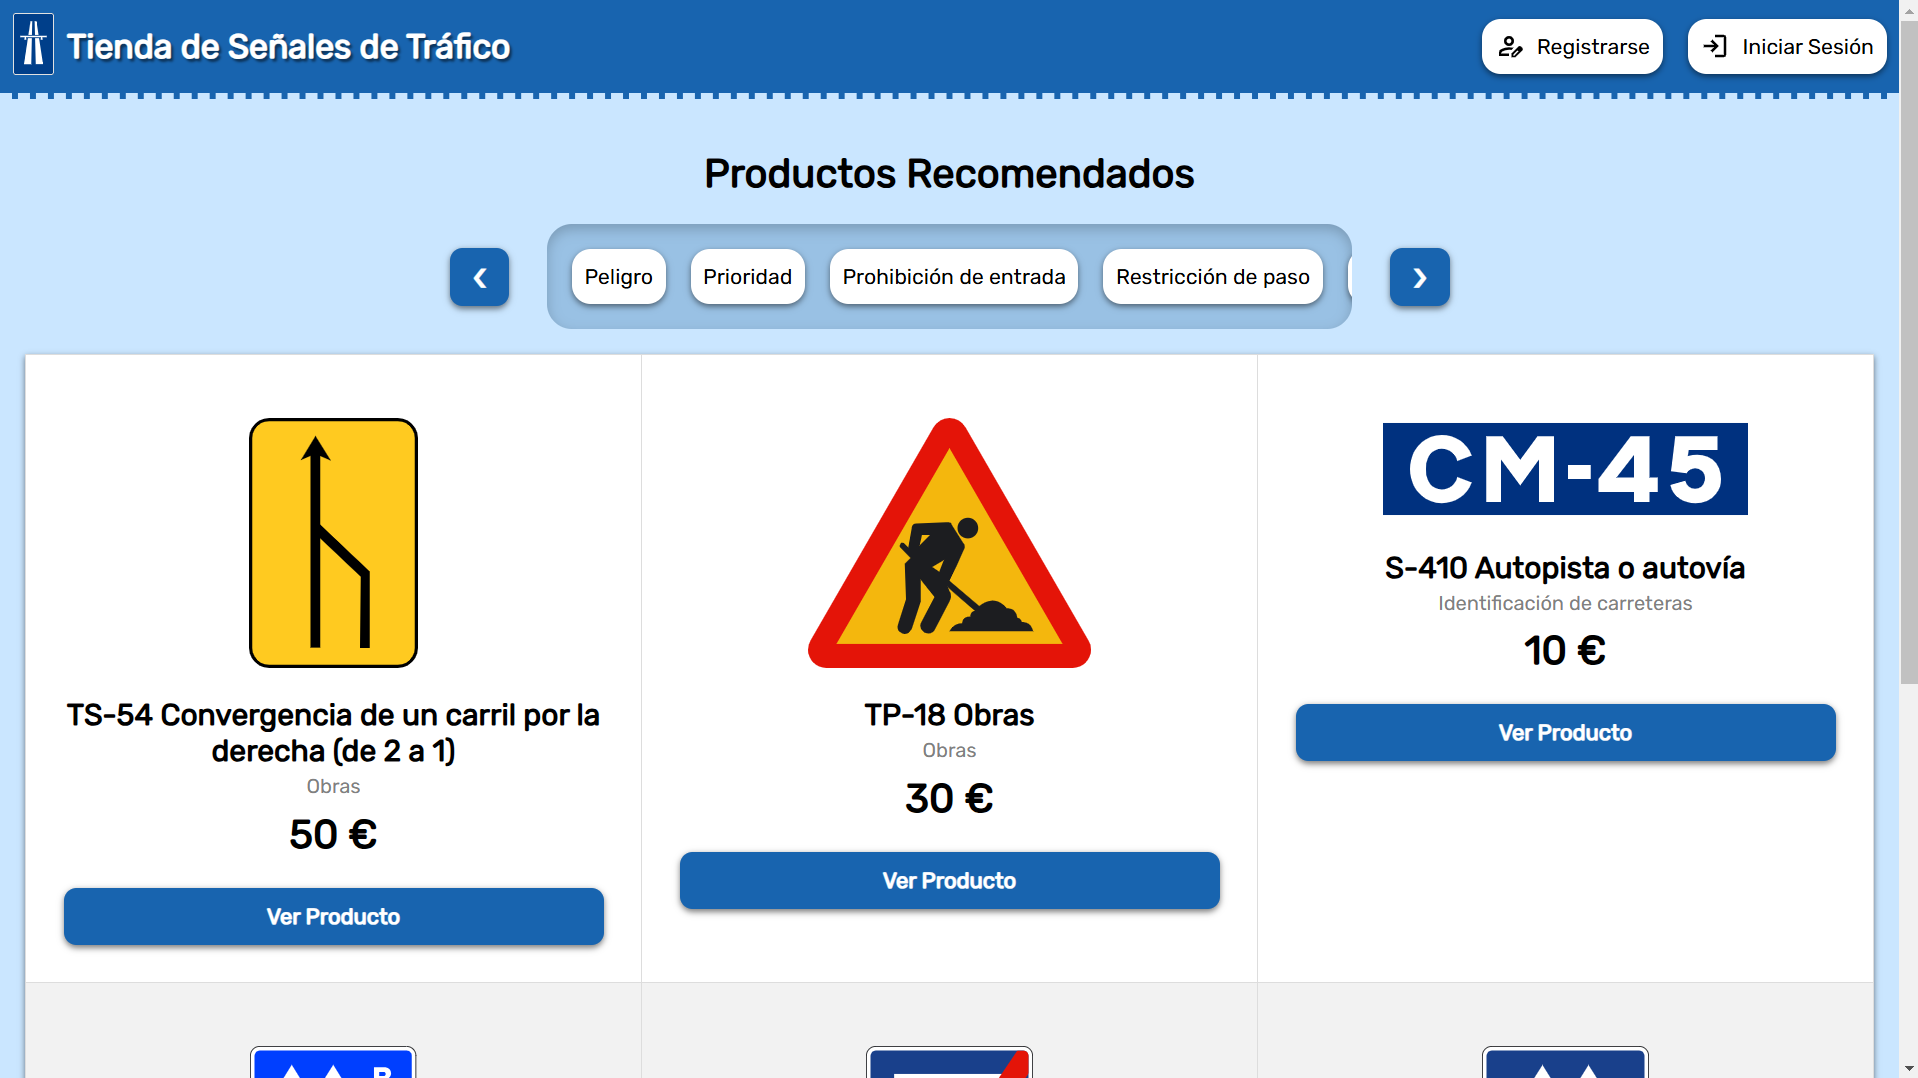 Tienda de Señales de Tráfico
Registrarse
Iniciar Sesión
Productos Recomendados
‹
Peligro
Prioridad
Prohibición de entrada
Restricción de paso
›
CM-45
TS-54 Convergencia de un carril por la
derecha (de 2 a 1)
Obras
50 €
Ver Producto
TP-18 Obras
Obras
30 €
Ver Producto
S-410 Autopista o autovía
Identificación de carreteras
10 €
Ver Producto